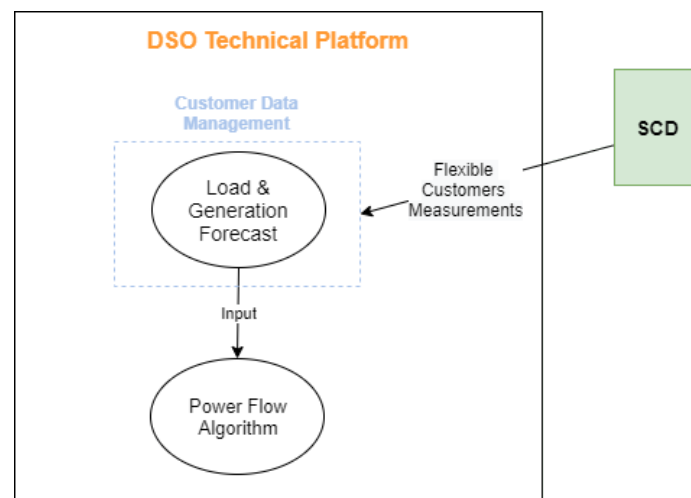 DSO Technical Platform
Customer Data
Management
SCD
Load &
Generation
Forecast
Flexible
Customers
Measurements
Input
Power Flow
Algorithm